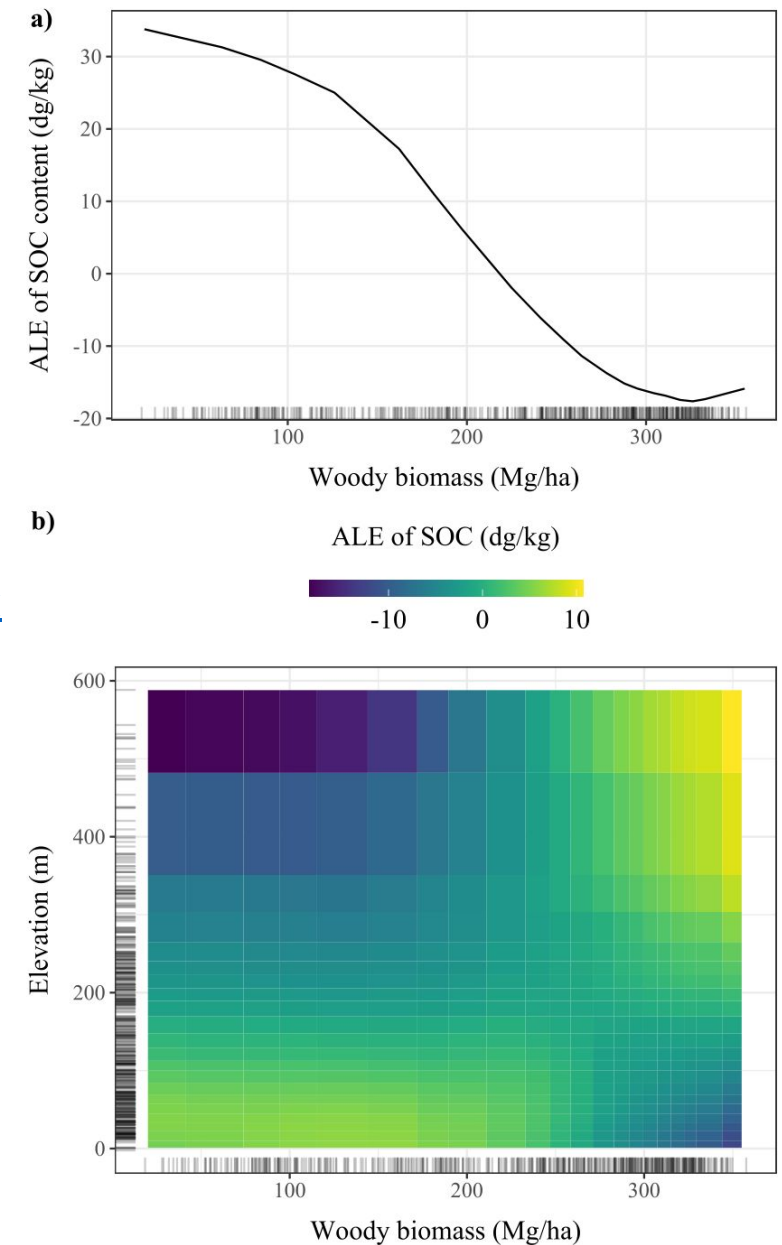 a)
ALE of SOC content (dg/kg)
30
20
10
0
-10
-20
100 200 300
Woody biomass (Mg/ha)
b)
ALE of SOC (dg/kg)
-10 0 10
Elevation (m)
600
400
200
0
100 200 300
Woody biomass (Mg/ha)